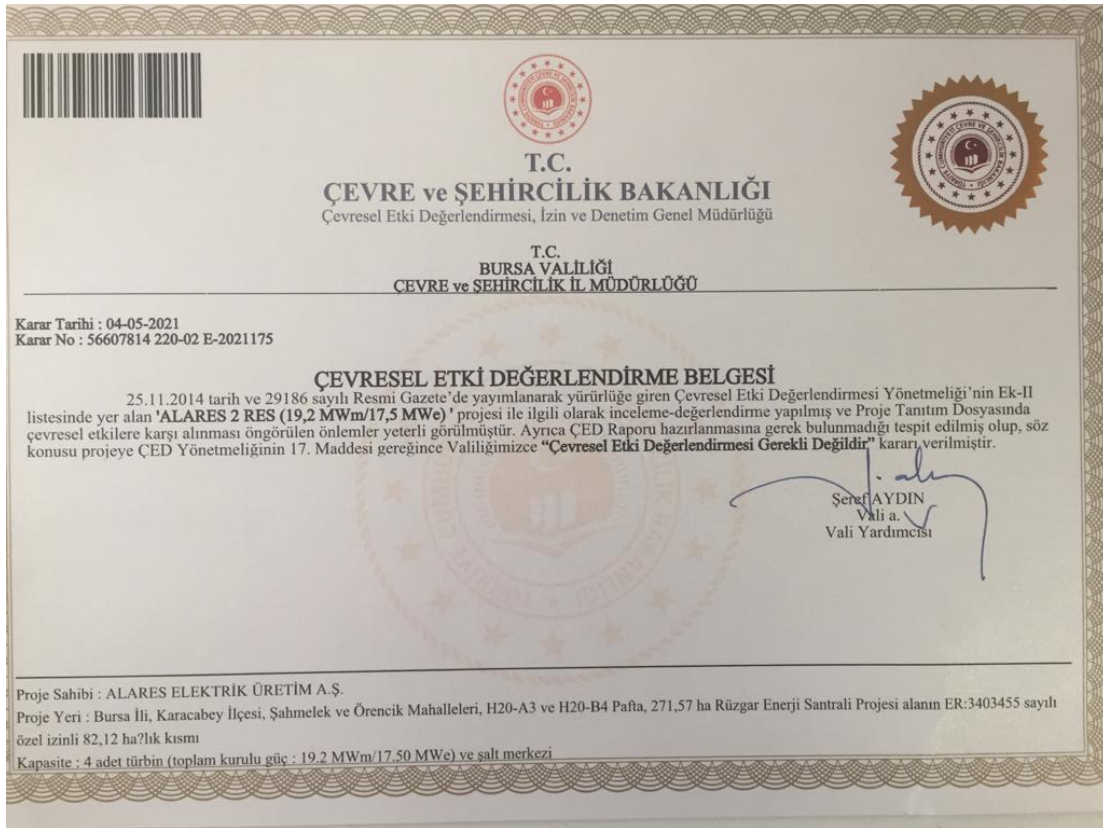 T.C.
ÇEVRE ve ŞEHİRCİLİK BAKANLIĞI
Çevresel Etki Değerlendirmesi, İzin ve Denetim Genel Müdürlüğü
T.C.
BURSA VALİLİĞİ
ÇEVRE ve ŞEHİRCİLİK İL MÜDÜRLÜĞÜ
Karar Tarihi : 04-05-2021
Karar No : 56607814 220-02 E-2021175
ÇEVRESEL ETKİ DEĞERLENDİRME BELGESİ
25.11.2014 tarih ve 29186 sayılı Resmi Gazete’de yayımlanarak yürürlüğe giren Çevresel Etki Değerlendirmesi Yönetmeliği’nin Ek-II
listesinde yer alan 'ALARES 2 RES (19,2 MWm/17,5 MWe) ' projesi ile ilgili olarak inceleme-değerlendirme yapılmış ve Proje Tanıtım Dosyasında
çevresel etkilere karşı alınması öngörülen önlemler yeterli görülmüştür. Ayrıca ÇED Raporu hazırlanmasına gerek bulunmadığı tespit edilmiş olup, söz
konusu projeye ÇED Yönetmeliğinin 17. Maddesi gereğince Valiliğimizce “Çevresel Etki Değerlendirmesi Gerekli Değildir” kararı verilmiştir.
Şeref AYDIN
Vali a.
Vali Yardımcısı
Proje Sahibi : ALARES ELEKTRİK ÜRETİM A.Ş.
Proje Yeri : Bursa İli, Karacabey İlçesi, Şahmelek ve Örencik Mahalleleri, H20-A3 ve H20-B4 Pafta, 271,57 ha Rüzgar Enerji Santrali Projesi alanın ER:3403455 sayılı
özel izinli 82,12 ha?lık kısmı
Kapasite : 4 adet türbin (toplam kurulu güç : 19.2 MWm/17.50 MWe) ve şalt merkezi